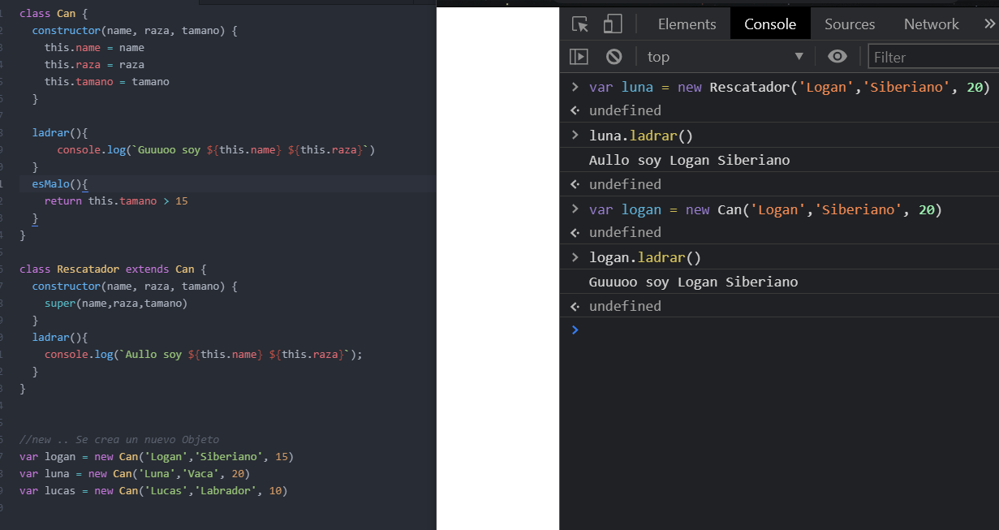 class Can {
constructor(name, raza, tamano) {
this.name = name
this.raza = raza
this.tamano = tamano
}
ladrar(){
console.log(`Guuuoo soy ${this.name} ${this.raza}`)
}
esMalo(){
return this.tamano > 15
}
}
class Rescatador extends Can {
constructor(name, raza, tamano) {
super(name,raza,tamano)
}
ladrar(){
console.log(`Aullo soy ${this.name} ${this.raza}`);
}
}
//new .. Se crea un nuevo Objeto
var logan = new Can('Logan','Siberiano', 15)
var luna = new Can('Luna','Vaca', 20)
var lucas = new Can('Lucas','Labrador', 10)
Elements Console Sources Network »
top ▼ Filter
> var luna = new Rescatador('Logan','Siberiano', 20)
undefined
> luna.ladrar()
Aullo soy Logan Siberiano
undefined
> var logan = new Can('Logan','Siberiano', 20)
undefined
> logan.ladrar()
Guuuoo soy Logan Siberiano
undefined
>